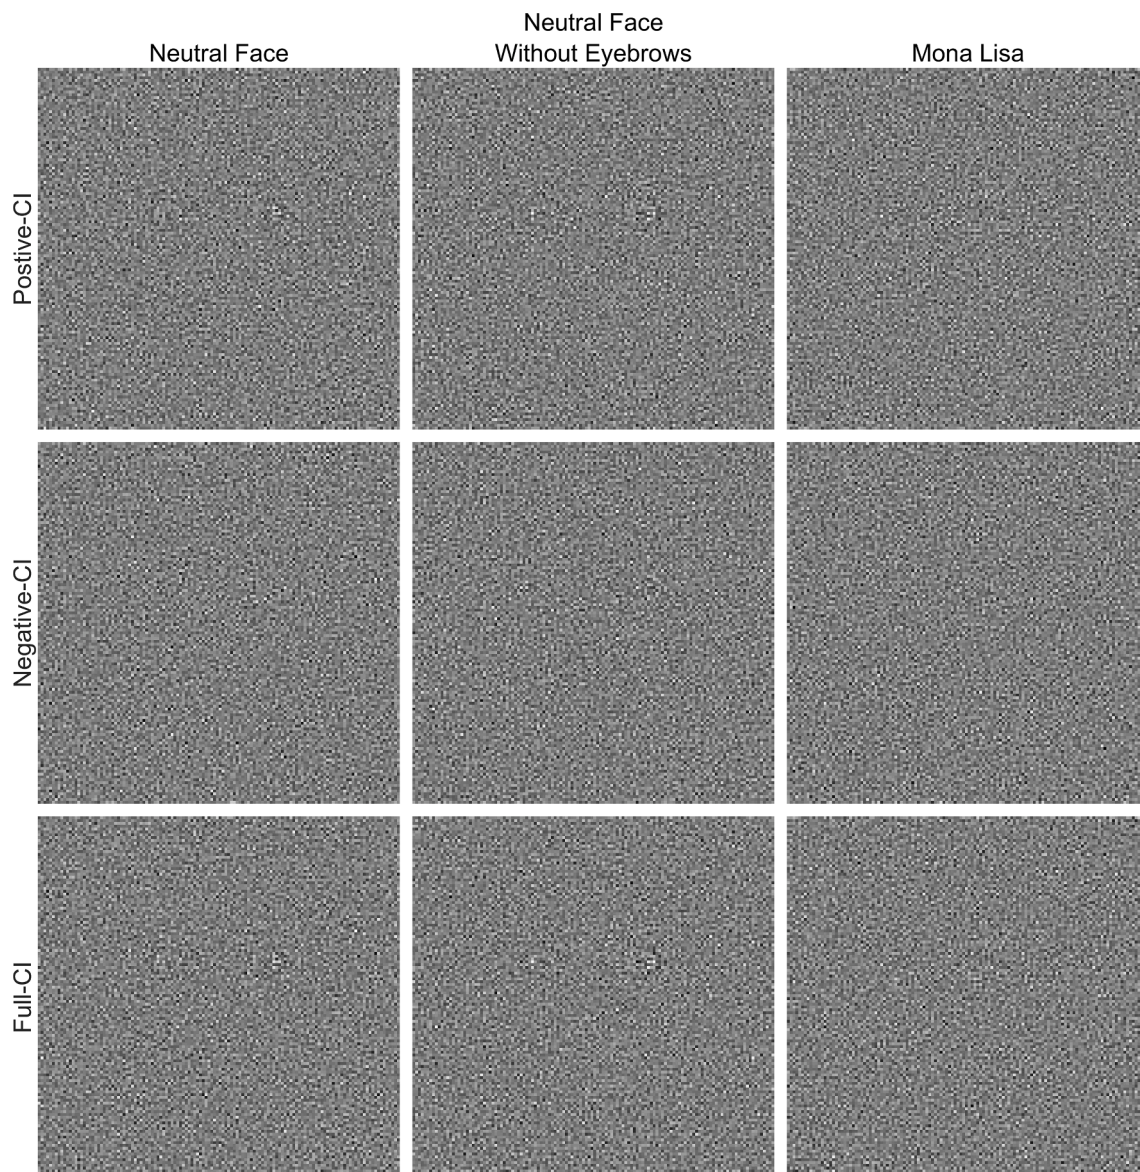 Neutral Face
Neutral Face
Without Eyebrows
Mona Lisa
Postive-CI
Negative-CI
Full-CI